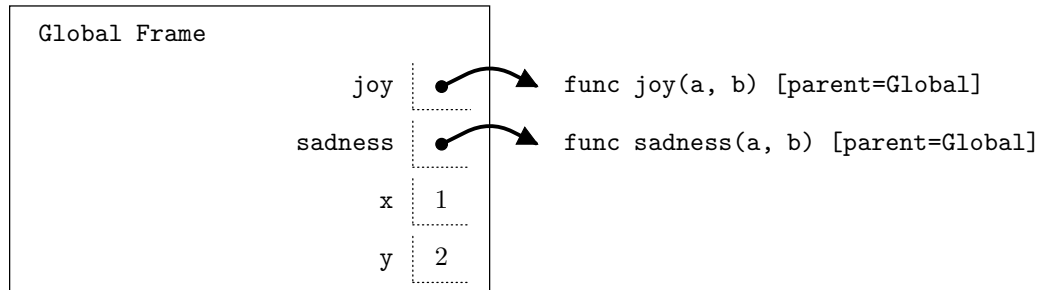 Global Frame
joy func joy(a, b) [parent=Global]
sadness func sadness(a, b) [parent=Global]
x 1
y 2